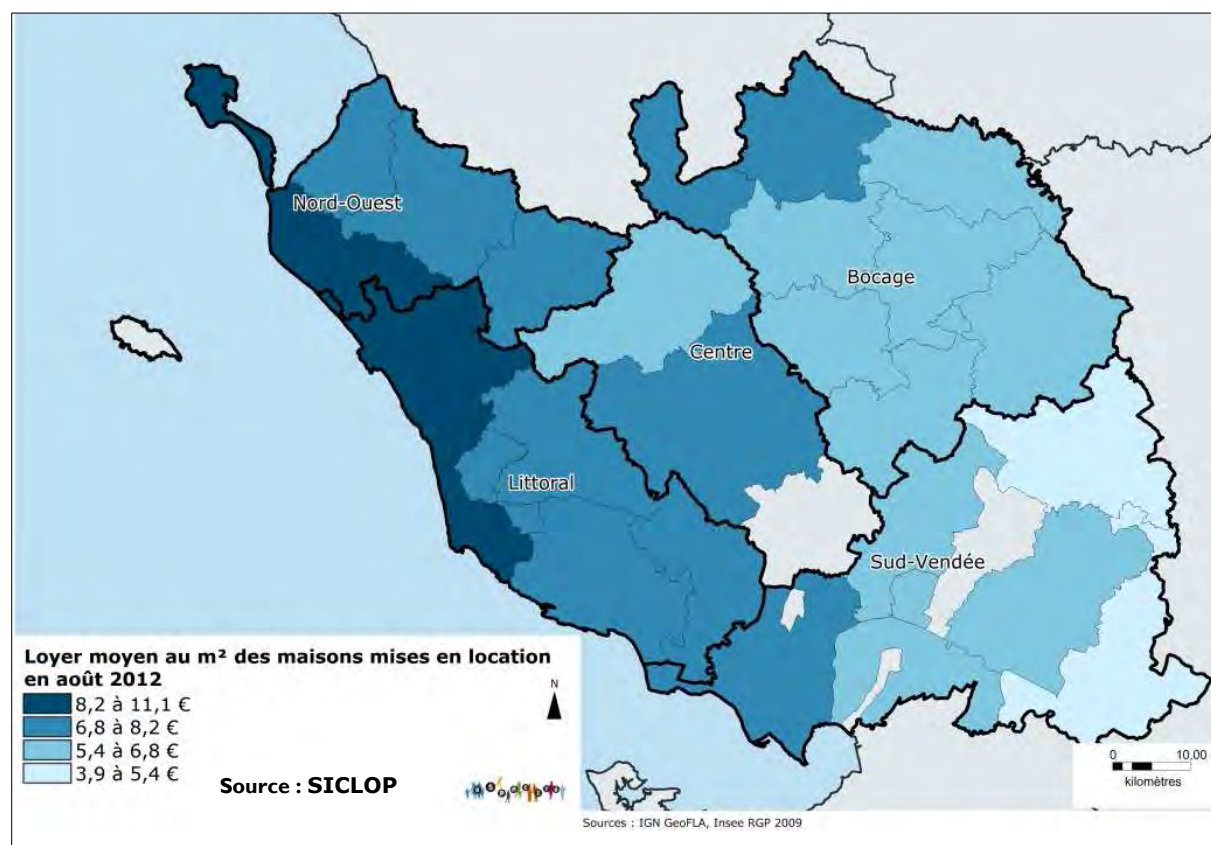 Nord-Ouest
Bocage
Centre
Littoral
Sud-Vendée
Loyer moyen au m² des maisons mises en location
en août 2012
8,2 à 11,1 €
6,8 à 8,2 €
5,4 à 6,8 €
3,9 à 5,4 €
N
Source : SICLOP
0 10,00
kilomètres
Sources : IGN GeoFLA, Insee RGP 2009